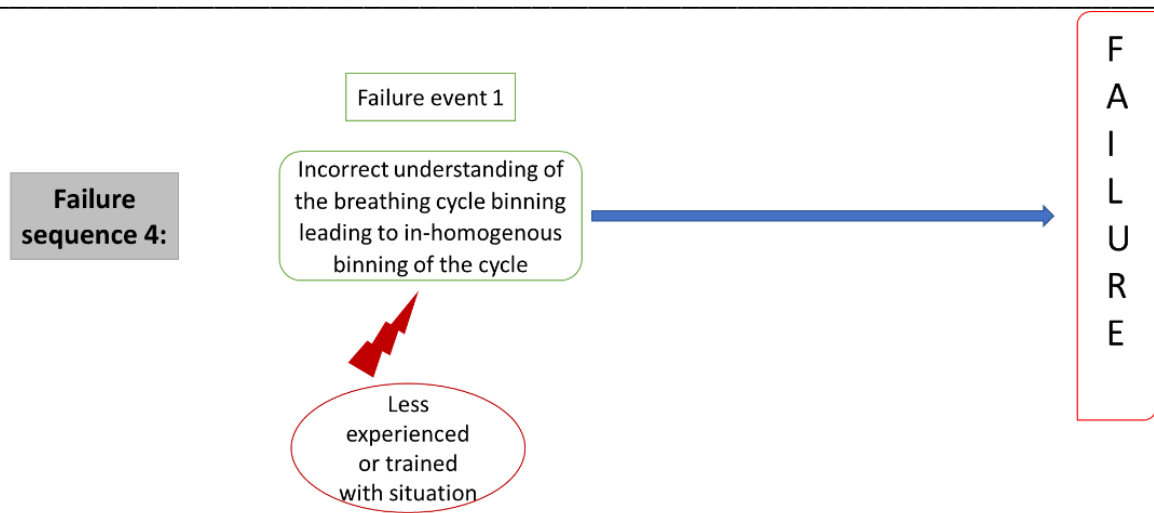 Failure event 1
Failure
sequence 4:
Incorrect understanding of
the breathing cycle binning
leading to in-homogenous
binning of the cycle
Less
experienced
or trained
with situation
F
A
I
L
U
R
E